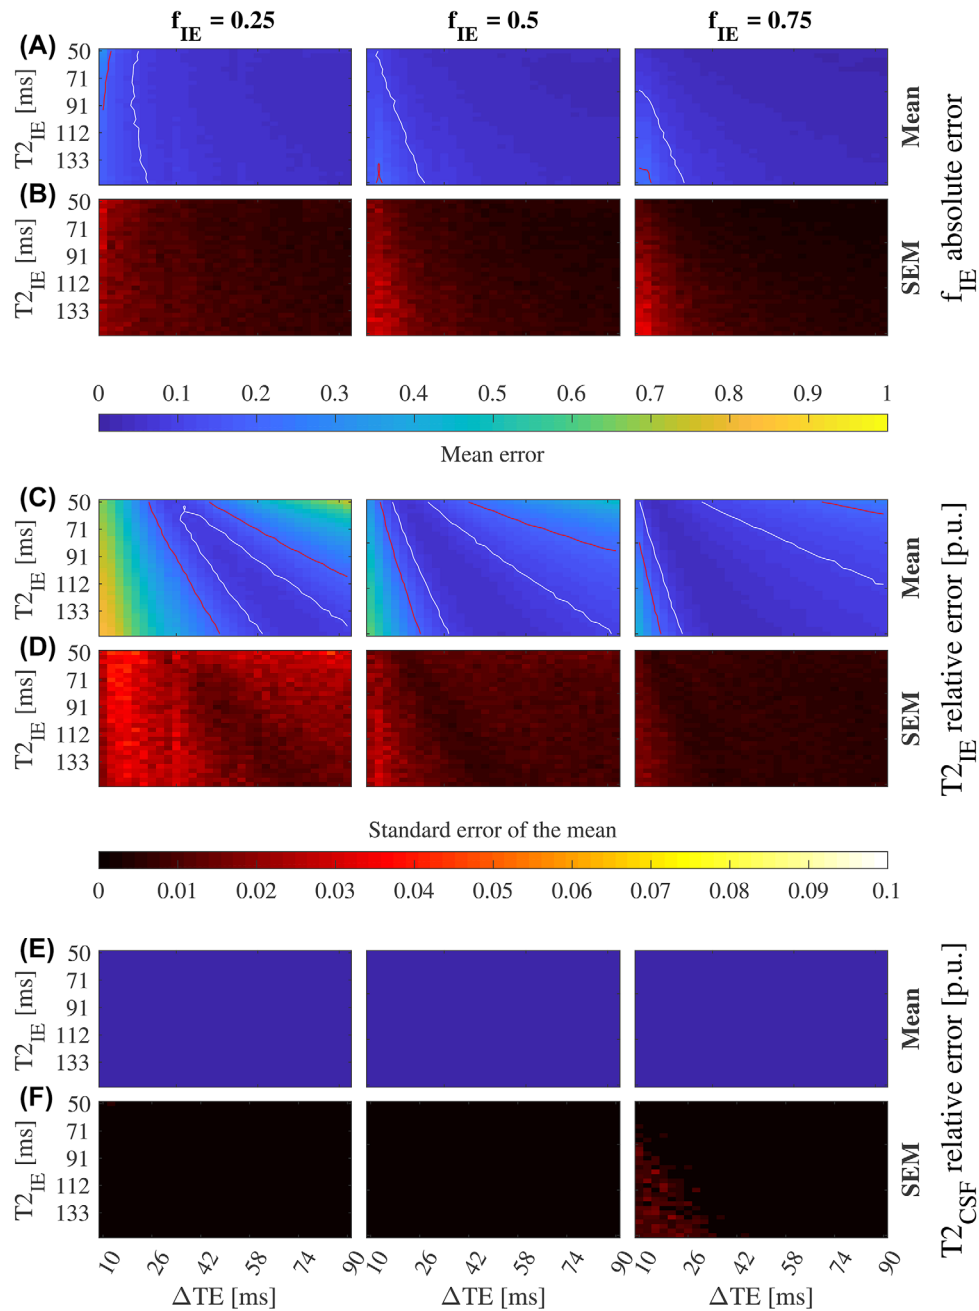 f_IE = 0.25 f_IE = 0.5 f_IE = 0.75
(A)
50
71
91
112
133
T2_IE [ms]
Mean
(B)
50
71
91
112
133
T2_IE [ms]
SEM
f_IE absolute error
0 0.1 0.2 0.3 0.4 0.5 0.6 0.7 0.8 0.9 1
Mean error
(C)
50
71
91
112
133
T2_IE [ms]
Mean
(D)
50
71
91
112
133
T2_IE [ms]
SEM
T2_IE relative error [p.u.]
Standard error of the mean
0 0.01 0.02 0.03 0.04 0.05 0.06 0.07 0.08 0.09 0.1
(E)
50
71
91
112
133
T2_IE [ms]
Mean
(F)
50
71
91
112
133
T2_IE [ms]
SEM
T2_CSF relative error [p.u.]
10 26 42 58 74 90 10 26 42 58 74 90 10 26 42 58 74 90
ΔTE [ms] ΔTE [ms] ΔTE [ms]